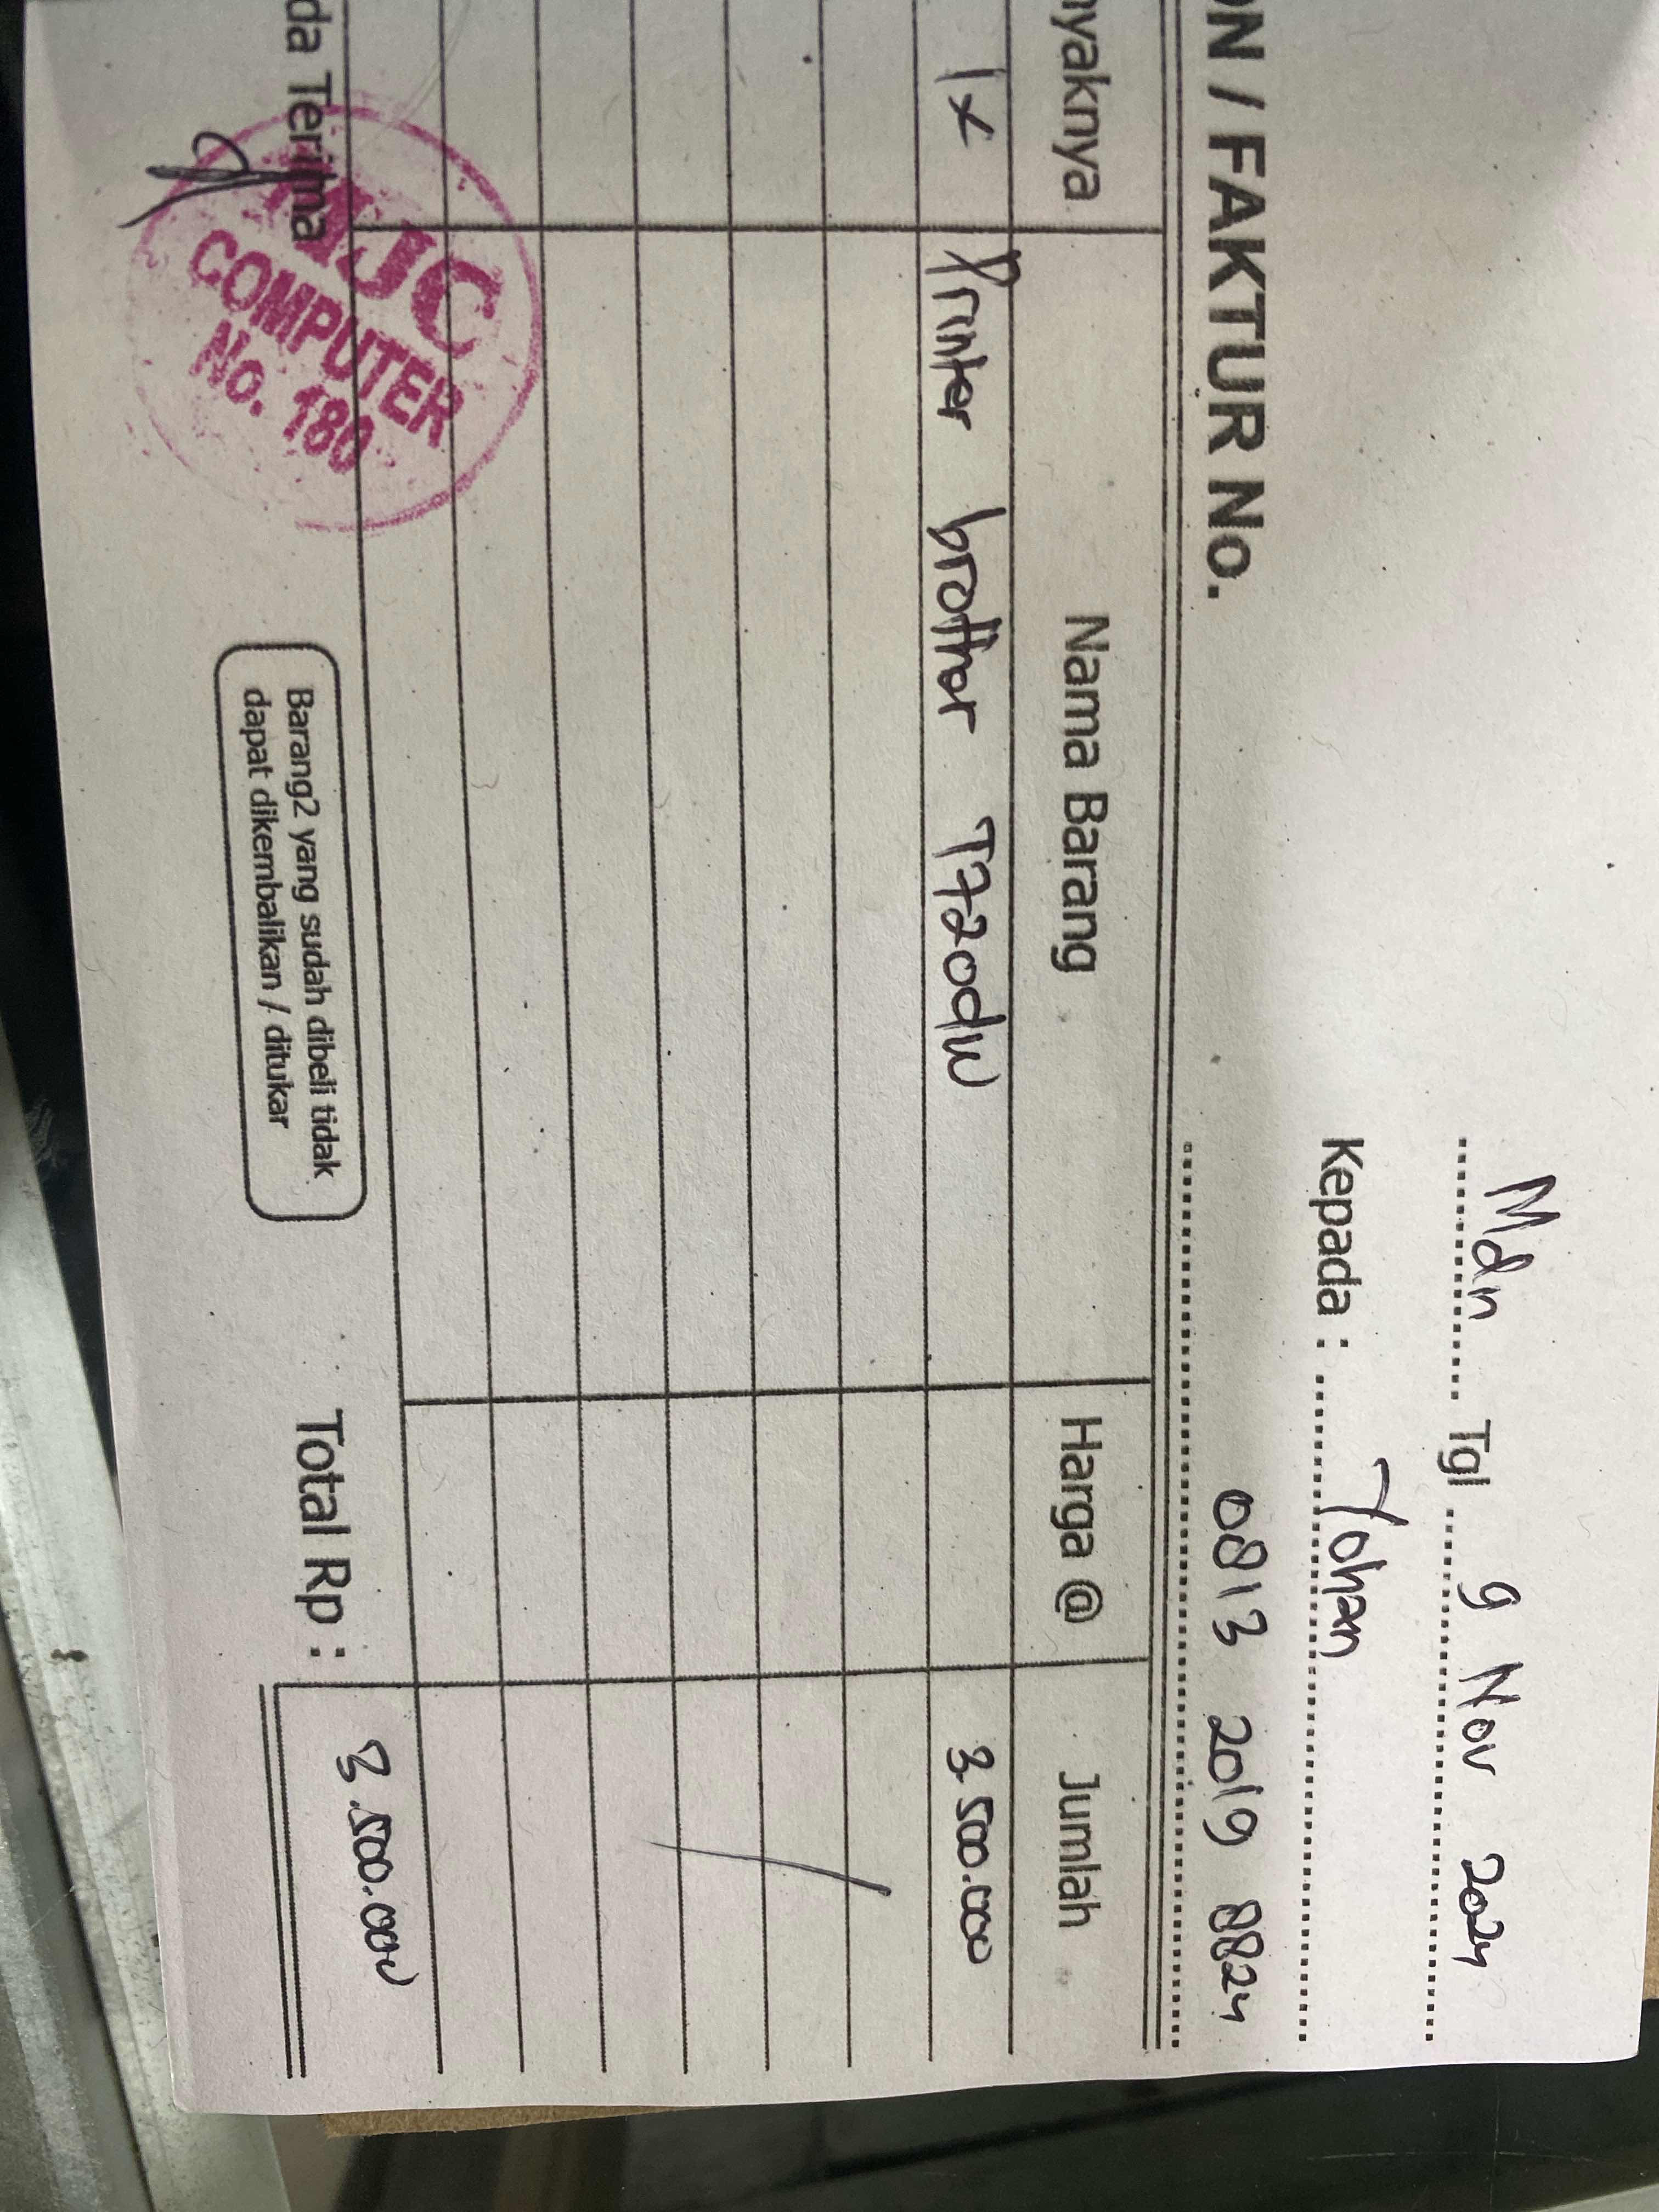 Mdn Tgl 9 Nov 2024
Kepada : Yohan
ON / FAKTUR No.
0813 2019 8824
nyaknya Nama Barang Harga @ Jumlah
1x Printer brother T720dw 3.500.000
da Terima
Total Rp : 3.500.000
Barang2 yang sudah dibeli tidak
dapat dikembalikan / ditukar
COMPUTER
No. 180